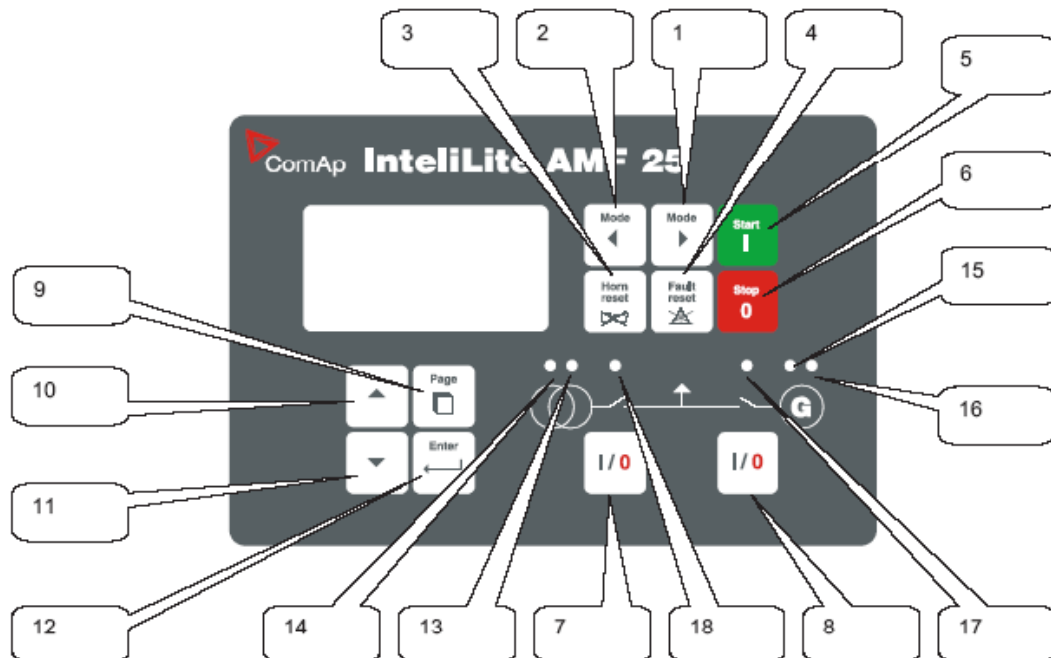 3 2 1 4
5
ComAp InteliLite AMF 25
6
Mode Mode Start
I
Horn reset Fault reset Stop
0
15
9
10
Page
16
G
Enter
I/0 I/0
11
12 14 13 7 18 8 17